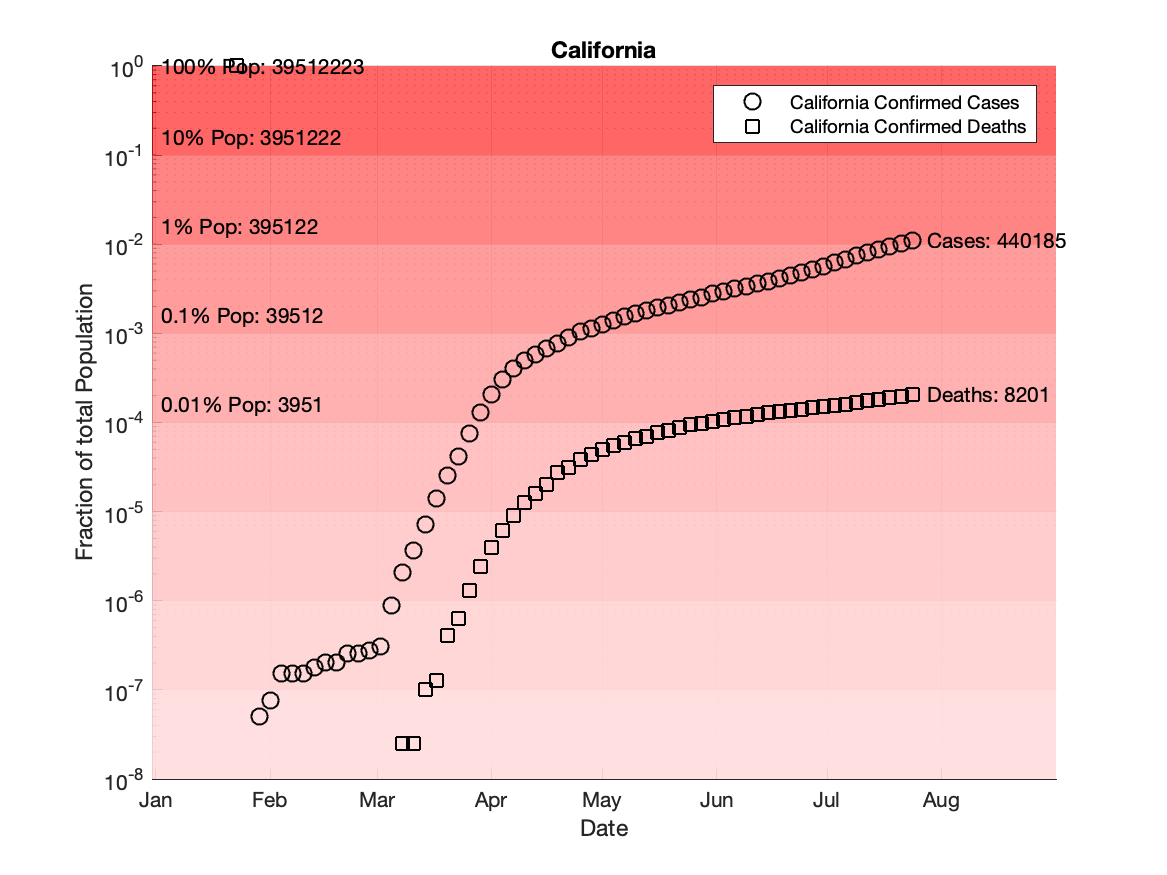 California
10^0
100% Pop: 39512223
California Confirmed Cases
California Confirmed Deaths
10% Pop: 3951222
10^-1
1% Pop: 395122
10^-2
Cases: 440185
0.1% Pop: 39512
10^-3
0.01% Pop: 3951
Deaths: 8201
10^-4
10^-5
10^-6
10^-7
10^-8
Fraction of total Population
Jan Feb Mar Apr May Jun Jul Aug
Date